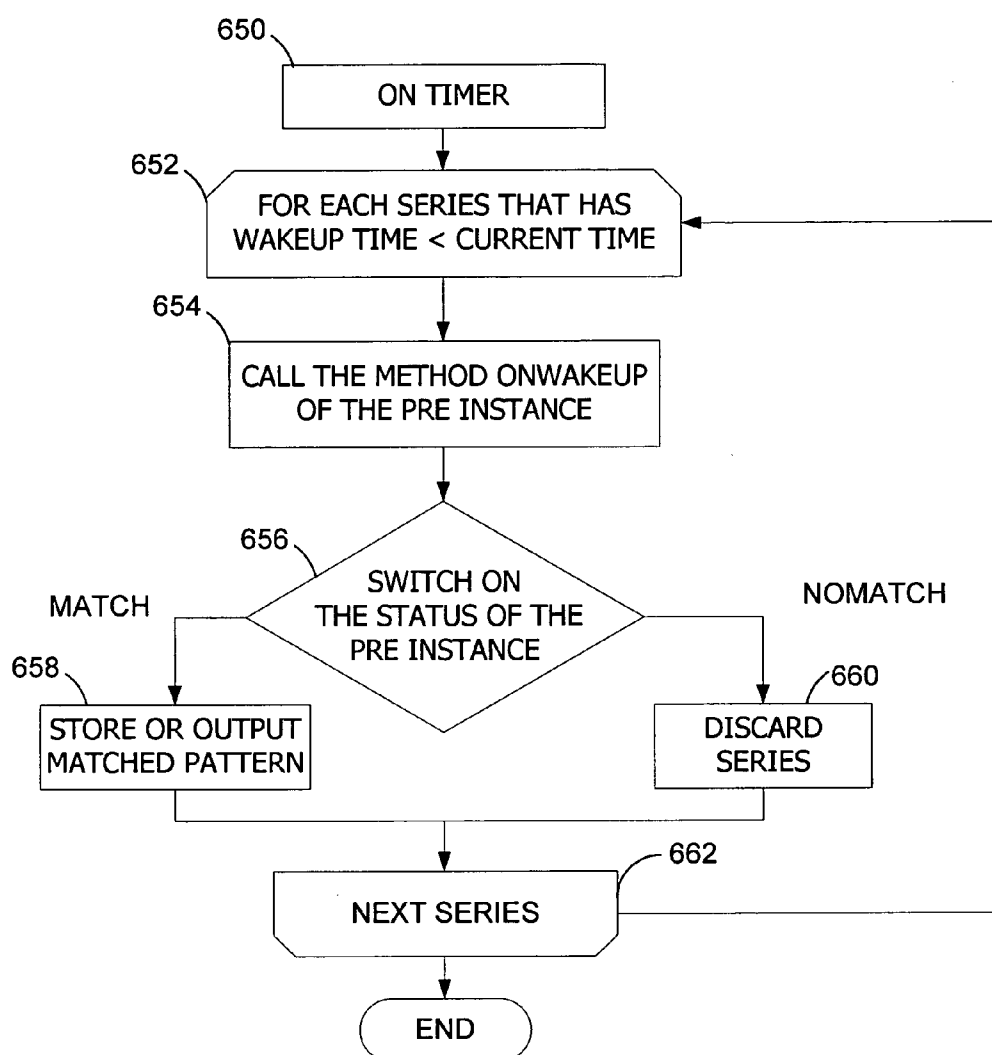 650
ON TIMER
652
FOR EACH SERIES THAT HAS
WAKEUP TIME < CURRENT TIME
654
CALL THE METHOD ONWAKEUP
OF THE PRE INSTANCE
656
SWITCH ON
THE STATUS OF THE
PRE INSTANCE
MATCH
NOMATCH
658
STORE OR OUTPUT
MATCHED PATTERN
660
DISCARD
SERIES
662
NEXT SERIES
END